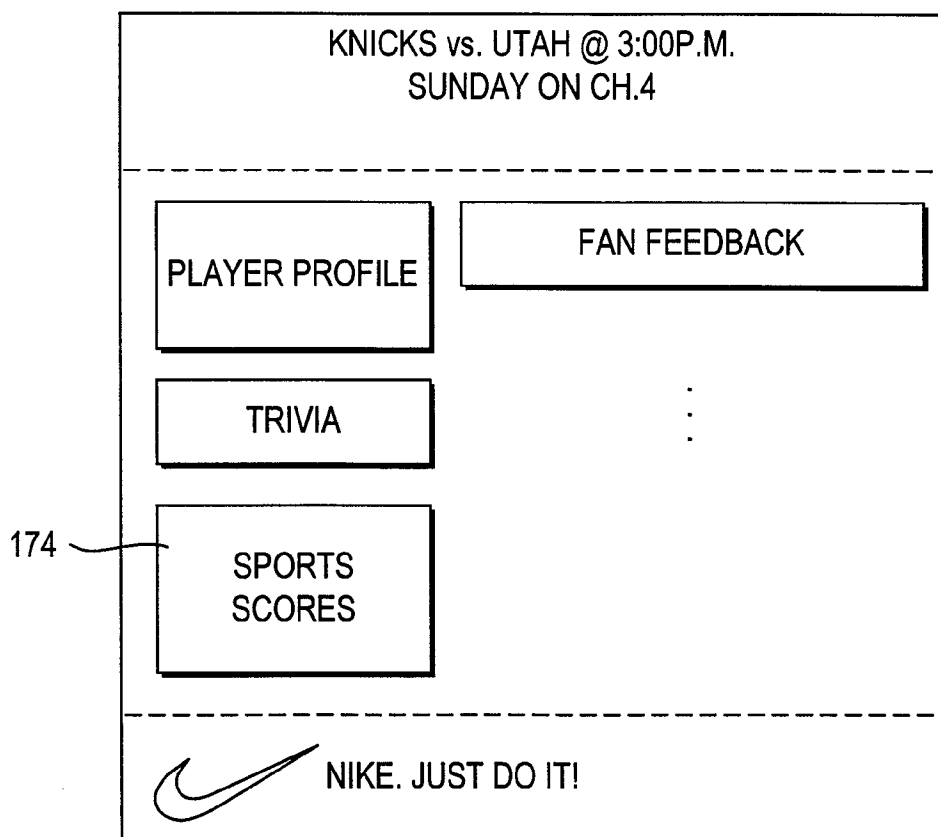 KNICKS vs. UTAH @ 3:00P.M.
SUNDAY ON CH.4
PLAYER PROFILE
FAN FEEDBACK
TRIVIA
174
SPORTS
SCORES
NIKE. JUST DO IT!